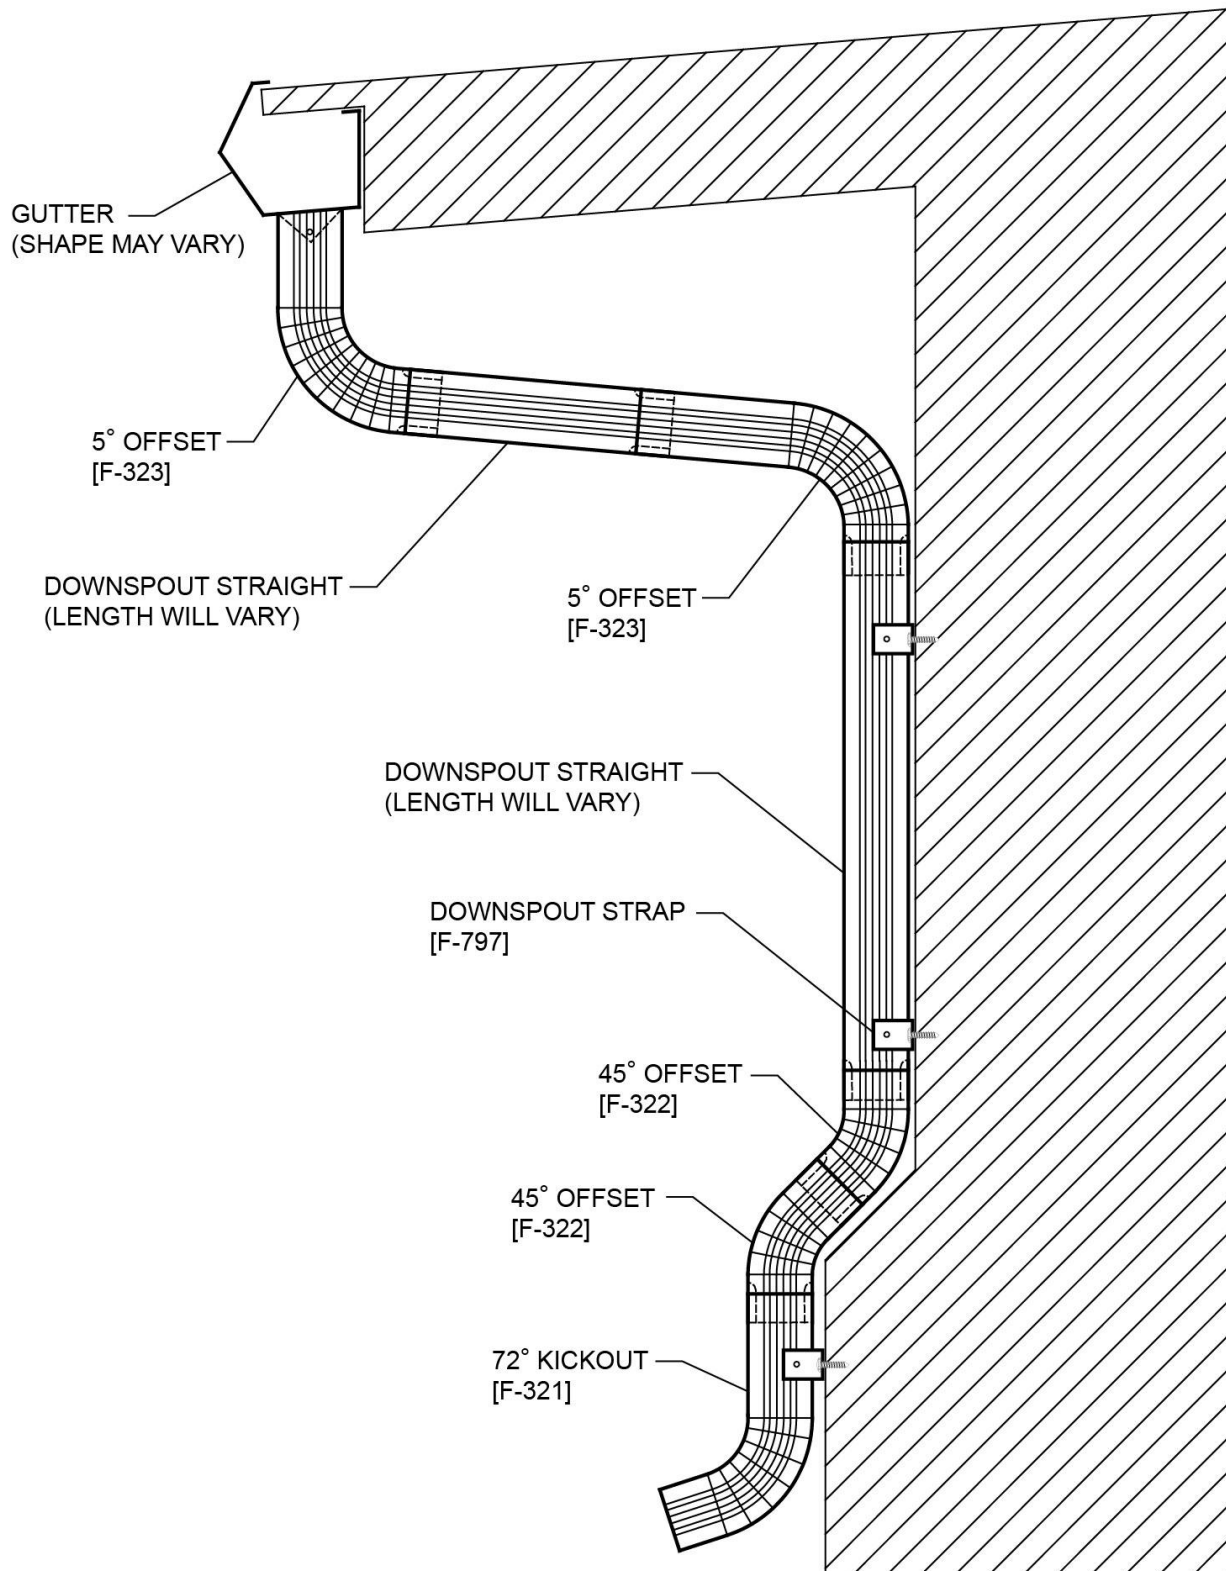 GUTTER
(SHAPE MAY VARY)
5° OFFSET
[F-323]
DOWNSPOUT STRAIGHT
(LENGTH WILL VARY)
5° OFFSET
[F-323]
DOWNSPOUT STRAIGHT
(LENGTH WILL VARY)
DOWNSPOUT STRAP
[F-797]
45° OFFSET
[F-322]
45° OFFSET
[F-322]
72° KICKOUT
[F-321]